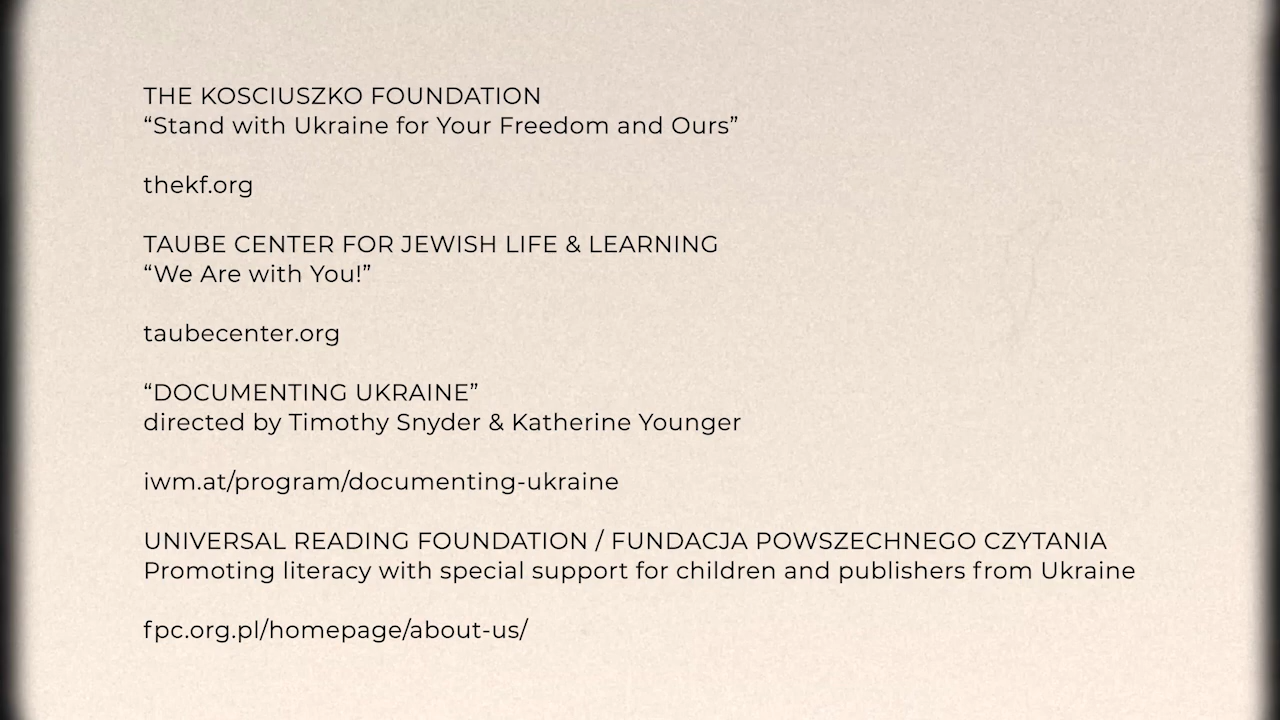 THE KOSCIUSZKO FOUNDATION
“Stand with Ukraine for Your Freedom and Ours”
thekf.org
TAUBE CENTER FOR JEWISH LIFE & LEARNING
“We Are with You!”
taubecenter.org
“DOCUMENTING UKRAINE”
directed by Timothy Snyder & Katherine Younger
iwm.at/program/documenting-ukraine
UNIVERSAL READING FOUNDATION / FUNDACJA POWSZECHNEGO CZYTANIA
Promoting literacy with special support for children and publishers from Ukraine
fpc.org.pl/homepage/about-us/